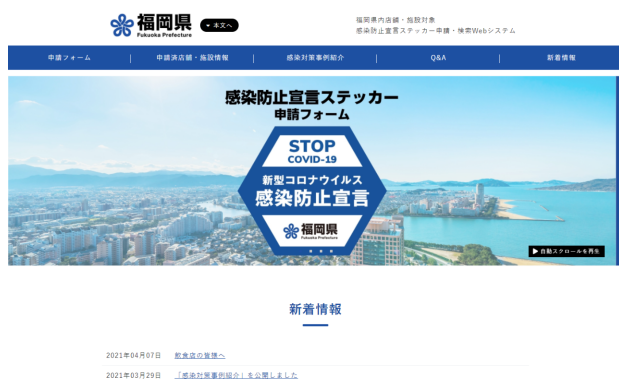 福岡県
Fukuoka Prefecture
▼ 本文へ
福岡県内店舗・施設対象
感染防止宣言ステッカー申請・検索Webシステム
申請フォーム | 申請済店舗・施設情報 | 感染対策事例紹介 | Q&A | 新着情報
感染防止宣言ステッカー
申請フォーム
STOP
COVID-19
新型コロナウイルス
感染防止宣言
福岡県
Fukuoka Prefecture
▶ 自動スクロールを再生
新着情報
2021年04月07日 飲食店の皆様へ
2021年03月29日 「感染対策事例紹介」を公開しました